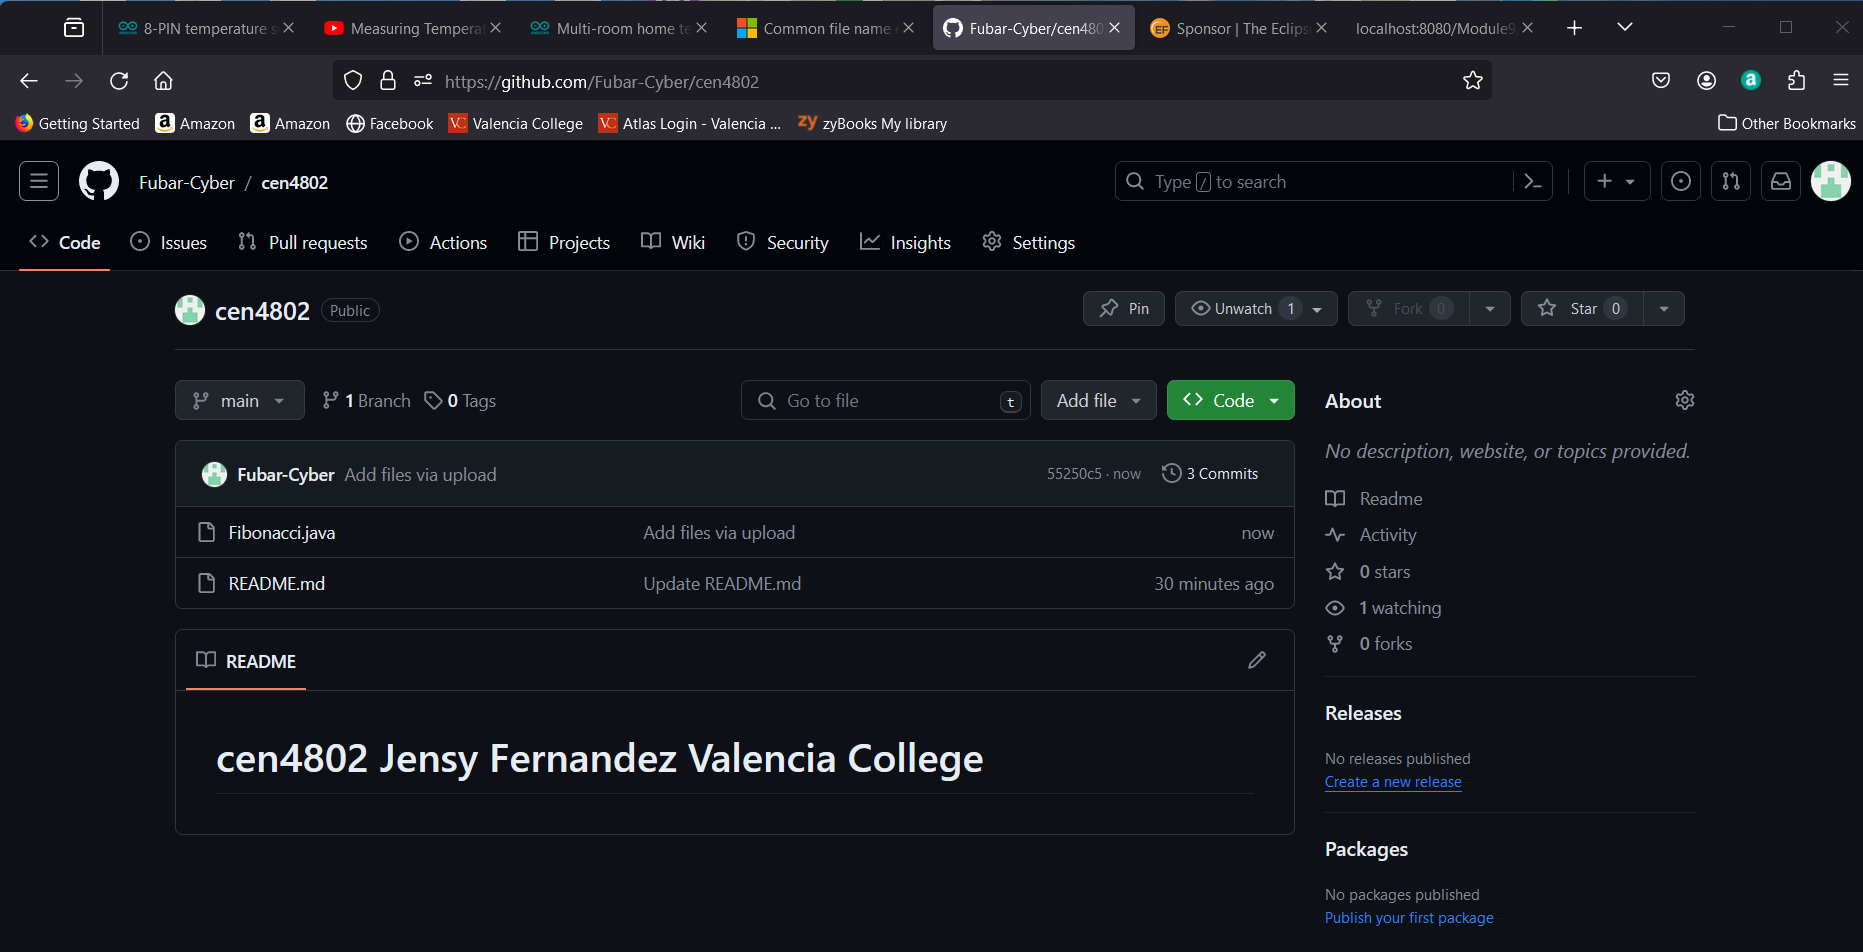 8-PIN temperature s
Measuring Temperat
Multi-room home te
Common file name
Fubar-Cyber/cen480
Sponsor | The Eclips
localhost:8080/Module9
https://github.com/Fubar-Cyber/cen4802
Getting Started
Amazon
Amazon
Facebook
Valencia College
Atlas Login - Valencia ...
zyBooks My library
Other Bookmarks
Fubar-Cyber / cen4802
Type / to search
Code
Issues
Pull requests
Actions
Projects
Wiki
Security
Insights
Settings
cen4802 Public
Pin
Unwatch 1
Fork 0
Star 0
main
1 Branch
0 Tags
Go to file t
Add file
Code
Fubar-Cyber Add files via upload 55250c5 · now 3 Commits
Fibonacci.java Add files via upload now
README.md Update README.md 30 minutes ago
README
cen4802 Jensy Fernandez Valencia College
About
No description, website, or topics provided.
Readme
Activity
0 stars
1 watching
0 forks
Releases
No releases published
Create a new release
Packages
No packages published
Publish your first package